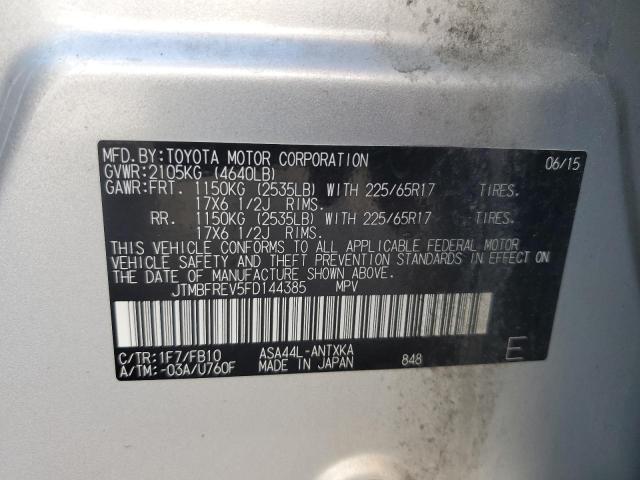 MFD.BY:TOYOTA MOTOR CORPORATION 06/15
GVWR:2105KG (4640LB)
GAWR:FRT. 1150KG (2535LB) WITH 225/65R17 TIRES.
17X6 1/2J RIMS.
RR. 1150KG (2535LB) WITH 225/65R17 TIRES.
17X6 1/2J RIMS.
THIS VEHICLE CONFORMS TO ALL APPLICABLE FEDERAL MOTOR
VEHICLE SAFETY AND THEFT PREVENTION STANDARDS IN EFFECT
ON THE DATE OF MANUFACTURE SHOWN ABOVE.
JTMBFREV5FD144385 MPV
C/TR:1F7/FB10 ASA44L-ANTXKA
A/TM:-03A/U760F MADE IN JAPAN 848 E